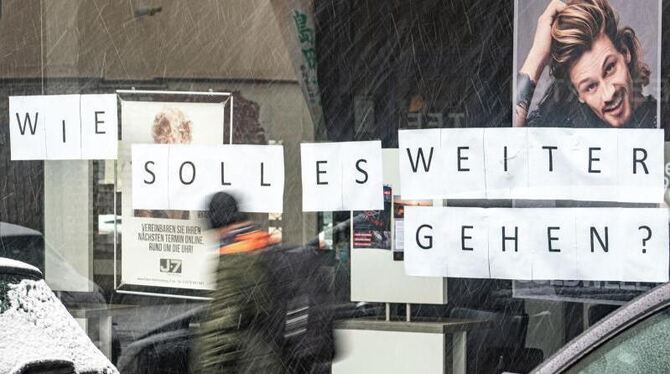 WIE SOLL ES WEITER
GEHEN?
VEREINBAREN SIE IHREN
NÄCHSTEN TERMIN ONLINE.
RUND UM DIE UHR!
J7